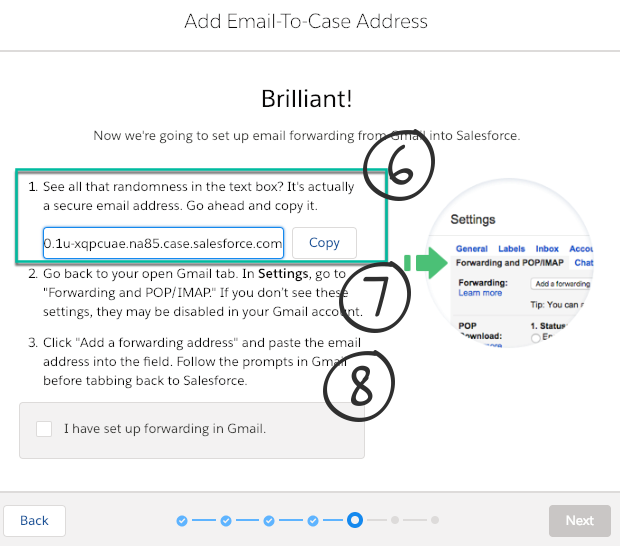 Add Email-To-Case Address
Brilliant!
Now we're going to set up email forwarding from Gmail into Salesforce.
6
1. See all that randomness in the text box? It's actually
a secure email address. Go ahead and copy it.
0.1u-xqpcuae.na85.case.salesforce.com
Copy
2. Go back to your open Gmail tab. In Settings, go to
"Forwarding and POP/IMAP." If you don't see these
settings, they may be disabled in your Gmail account.
7
3. Click "Add a forwarding address" and paste the email
address into the field. Follow the prompts in Gmail
before tabbing back to Salesforce.
8
I have set up forwarding in Gmail.
Settings
General Labels Inbox Accou
Forwarding and POP/IMAP Chat
Forwarding: Add a forwarding
Learn more
Tip: You can
POP 1. Status
wnload: En
Back
Next